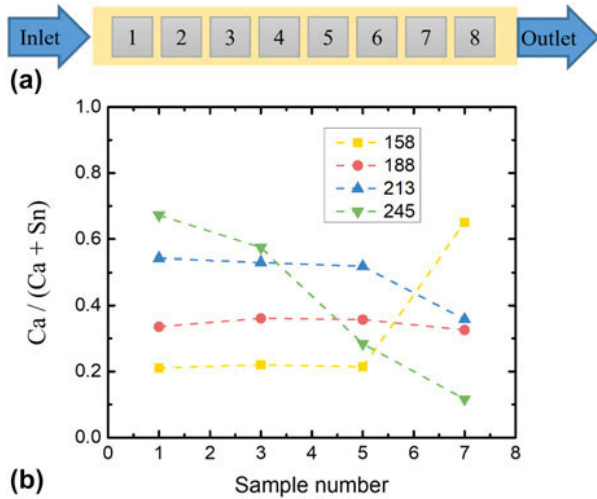 Inlet 1 2 3 4 5 6 7 8 Outlet
(a)
1.0
0.8
0.6
0.4
0.2
0.0
Ca / (Ca + Sn)
158
188
213
245
0 1 2 3 4 5 6 7 8
Sample number
(b)